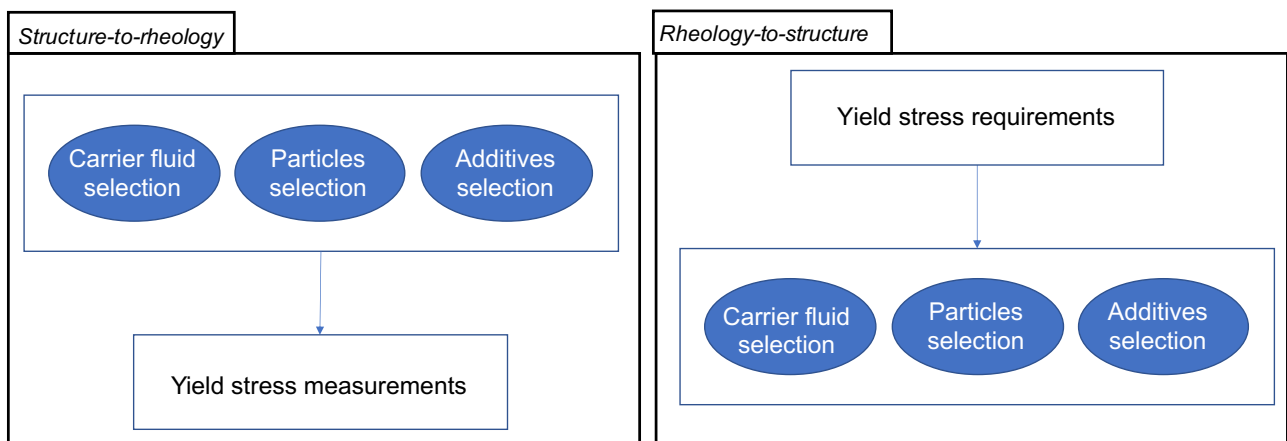 Structure-to-rheology
Carrier fluid
selection
Particles
selection
Additives
selection
Yield stress measurements
Rheology-to-structure
Yield stress requirements
Carrier fluid
selection
Particles
selection
Additives
selection